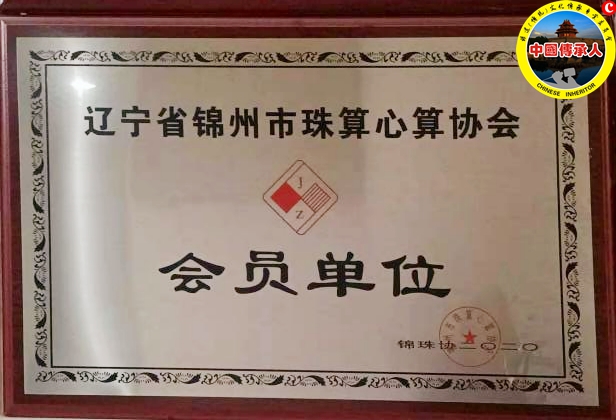 辽宁省锦州市珠算心算协会
J
Z
会员单位
锦珠协二〇二〇
中國傳承人
CHINESE INHERITOR
C